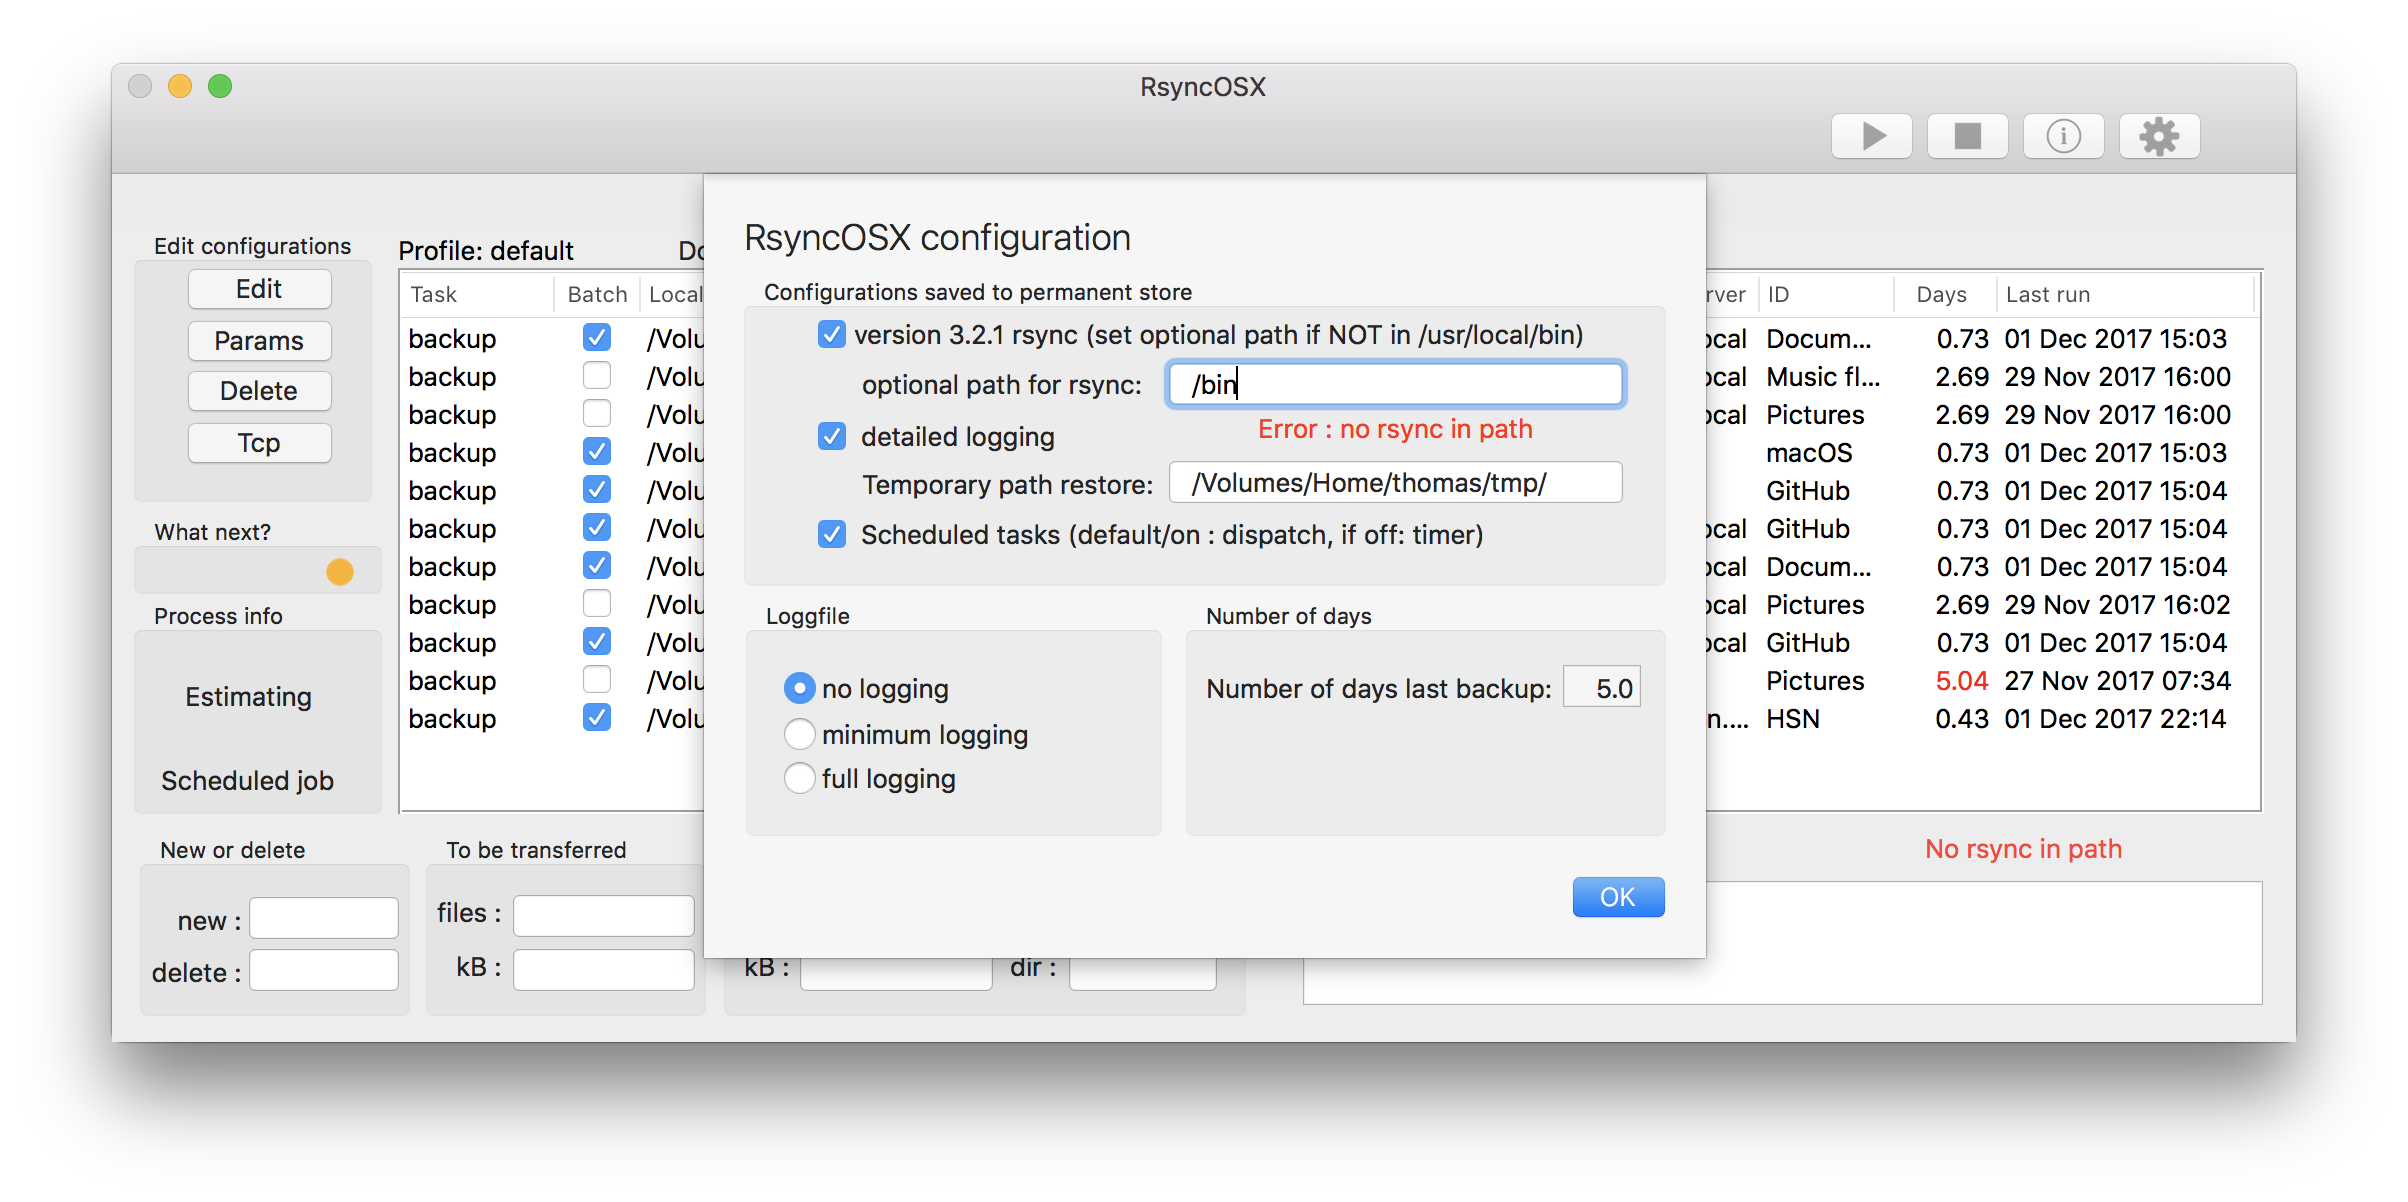 RsyncOSX
Edit configurations
Edit
Params
Delete
Tcp
What next?
Process info
Estimating
Scheduled job
Profile: default
Task Batch Local
backup /Volu
backup /Volu
backup /Volu
backup /Volu
backup /Volu
backup /Volu
backup /Volu
backup /Volu
backup /Volu
backup /Volu
backup /Volu
RsyncOSX configuration
Configurations saved to permanent store
version 3.2.1 rsync (set optional path if NOT in /usr/local/bin)
optional path for rsync: /bin
Error : no rsync in path
detailed logging
Temporary path restore: /Volumes/Home/thomas/tmp/
Scheduled tasks (default/on : dispatch, if off: timer)
Loggfile
no logging
minimum logging
full logging
Number of days
Number of days last backup: 5.0
OK
rver ID Days Last run
ocal Docum... 0.73 01 Dec 2017 15:03
ocal Music fl... 2.69 29 Nov 2017 16:00
ocal Pictures 2.69 29 Nov 2017 16:00
macOS 0.73 01 Dec 2017 15:03
GitHub 0.73 01 Dec 2017 15:04
ocal GitHub 0.73 01 Dec 2017 15:04
ocal Docum... 0.73 01 Dec 2017 15:04
ocal Pictures 2.69 29 Nov 2017 16:02
ocal GitHub 0.73 01 Dec 2017 15:04
Pictures 5.04 27 Nov 2017 07:34
n.... HSN 0.43 01 Dec 2017 22:14
No rsync in path
New or delete
new :
delete :
To be transferred
files :
kB :
kB : dir :